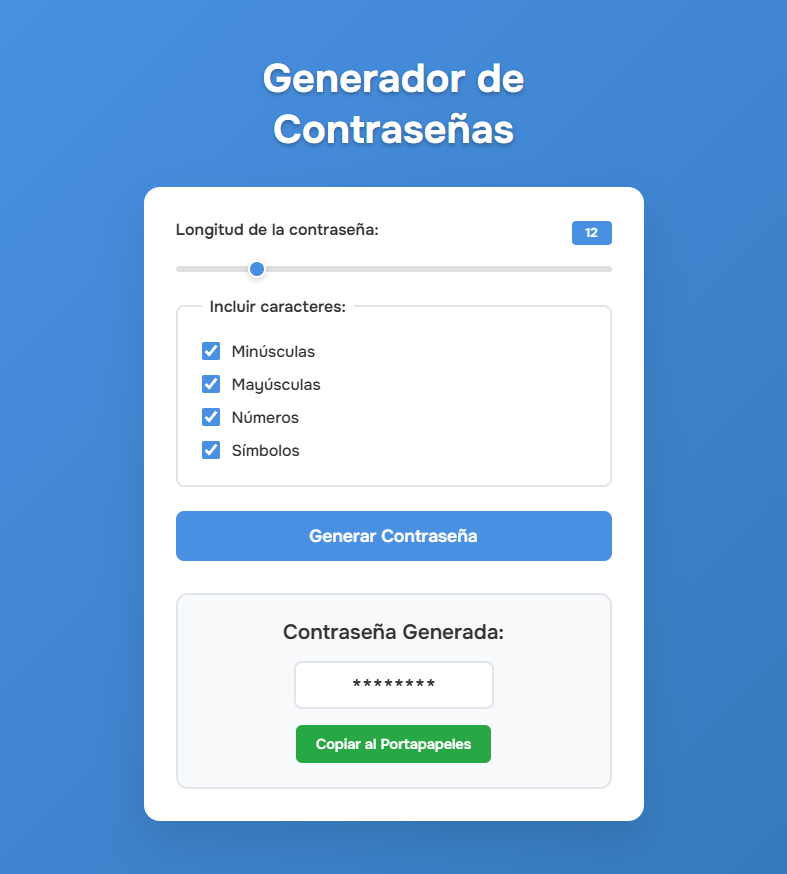 Generador de
Contraseñas
Longitud de la contraseña: 12
Incluir caracteres:
Minúsculas
Mayúsculas
Números
Símbolos
Generar Contraseña
Contraseña Generada:
********
Copiar al Portapapeles